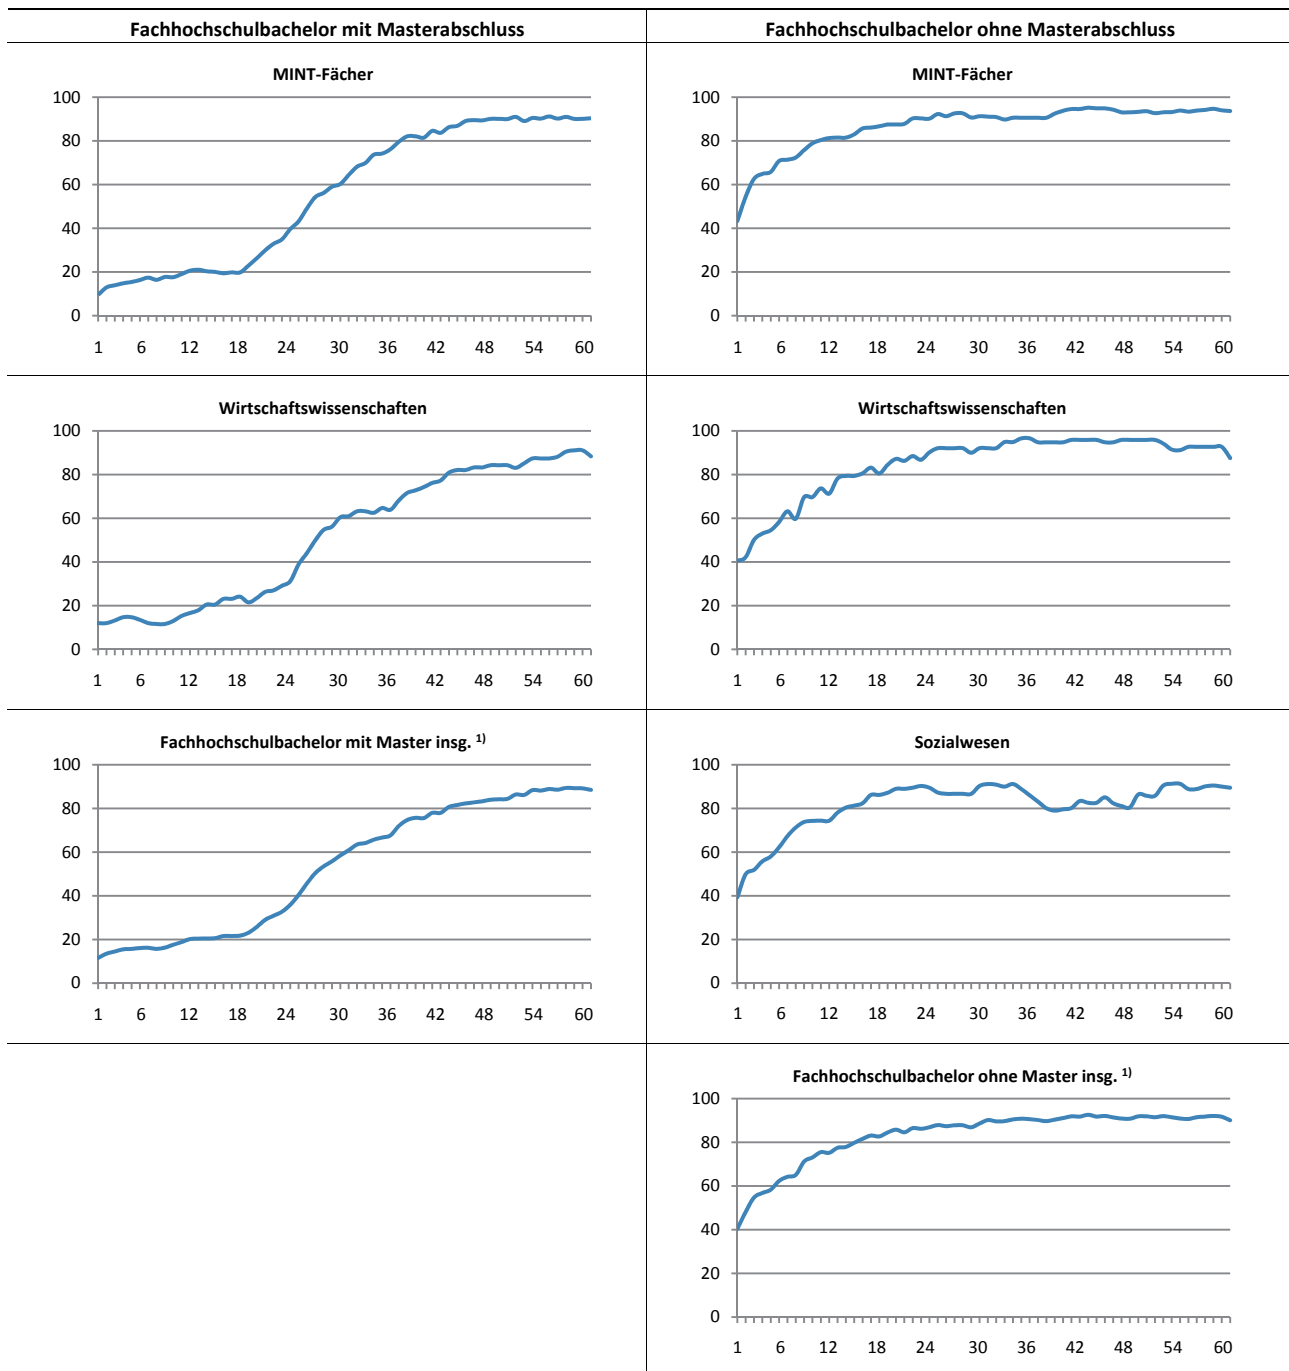 Fachhochschulbachelor mit Masterabschluss
Fachhochschulbachelor ohne Masterabschluss
MINT-Fächer
100
80
60
40
20
0
1 6 12 18 24 30 36 42 48 54 60
MINT-Fächer
100
80
60
40
20
0
1 6 12 18 24 30 36 42 48 54 60
Wirtschaftswissenschaften
100
80
60
40
20
0
1 6 12 18 24 30 36 42 48 54 60
Wirtschaftswissenschaften
100
80
60
40
20
0
1 6 12 18 24 30 36 42 48 54 60
Fachhochschulbachelor mit Master insg. 1)
100
80
60
40
20
0
1 6 12 18 24 30 36 42 48 54 60
Sozialwesen
100
80
60
40
20
0
1 6 12 18 24 30 36 42 48 54 60
Fachhochschulbachelor ohne Master insg. 1)
100
80
60
40
20
0
1 6 12 18 24 30 36 42 48 54 60